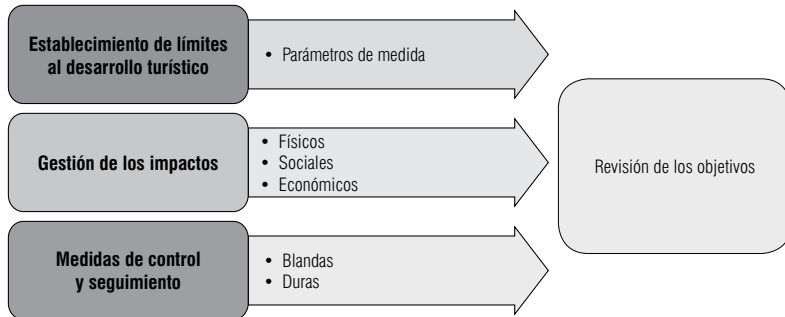 Establecimiento de límites
al desarrollo turístico
• Parámetros de medida
Gestión de los impactos
• Físicos
• Sociales
• Económicos
Medidas de control
y seguimiento
• Blandas
• Duras
Revisión de los objetivos